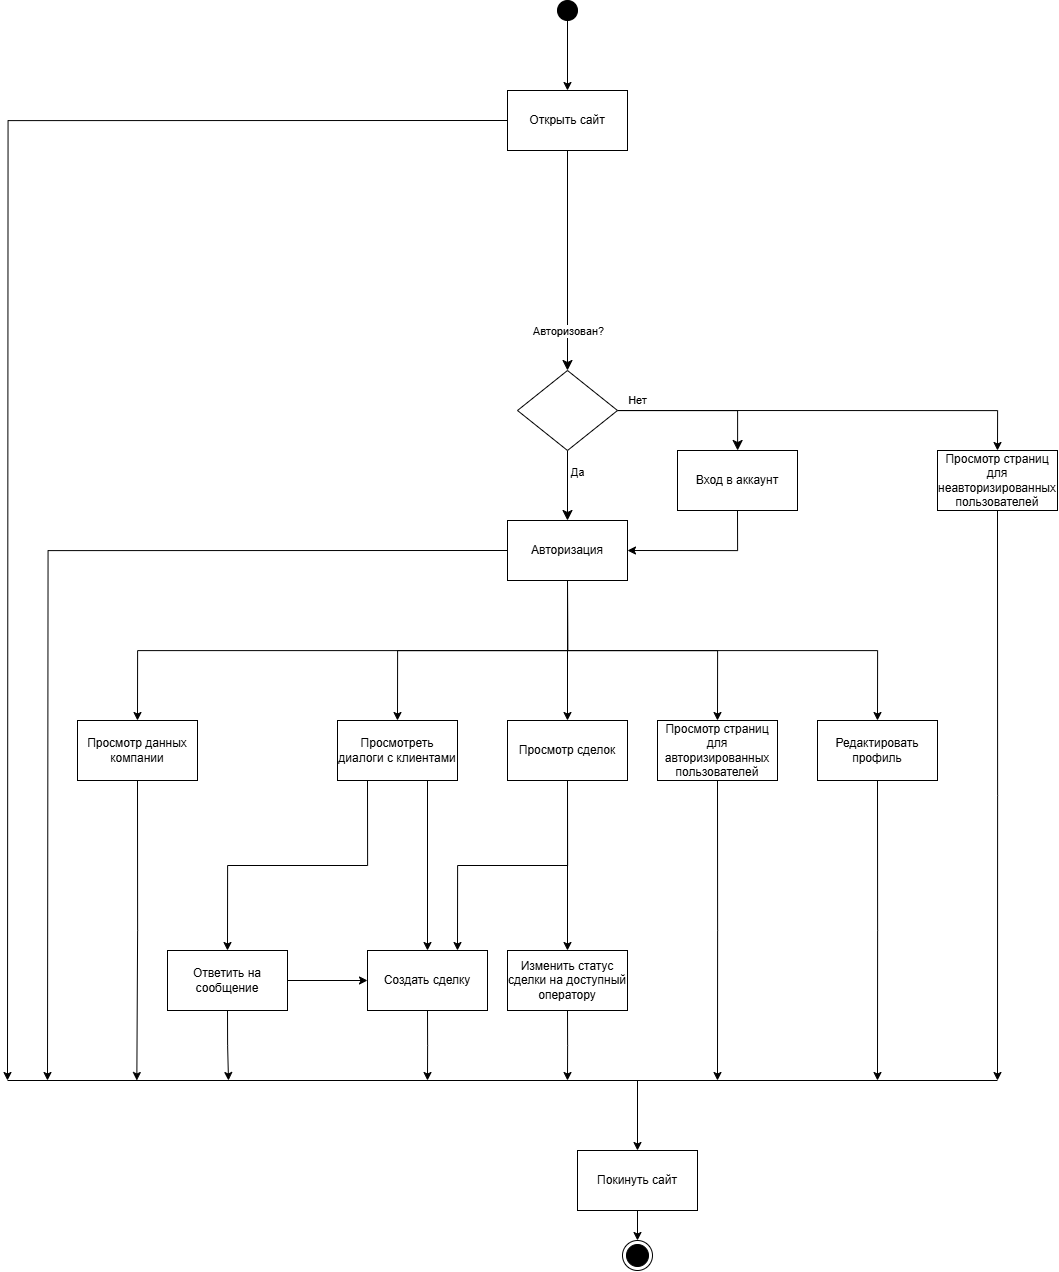 Открыть сайт
Авторизован?
Нет
Да
Вход в аккаунт
Просмотр страниц
для
неавторизированных
пользователей
Авторизация
Просмотр данных
компании
Просмотреть
диалоги с клиентами
Просмотр сделок
Просмотр страниц
для
авторизированных
пользователей
Редактировать
профиль
Ответить на
сообщение
Создать сделку
Изменить статус
сделки на доступный
оператору
Покинуть сайт